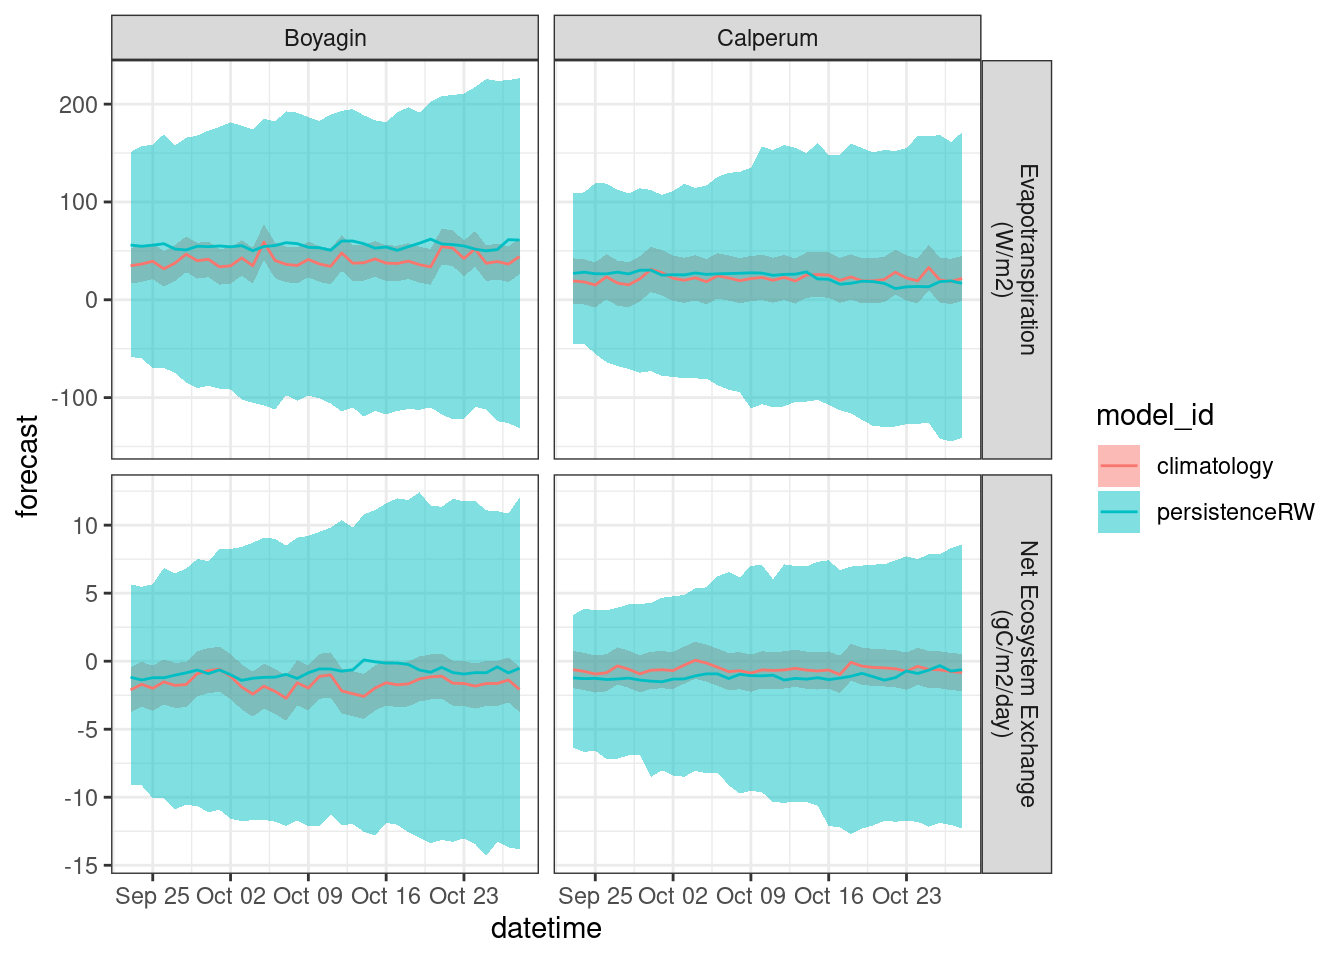 Boyagin
Calperum
200
100
0
-100
Evapotranspiration
(W/m2)
10
5
0
-5
-10
-15
Net Ecosystem Exchange
(gC/m2/day)
forecast
Sep 25 Oct 02 Oct 09 Oct 16 Oct 23
Sep 25 Oct 02 Oct 09 Oct 16 Oct 23
datetime
model_id
climatology
persistenceRW